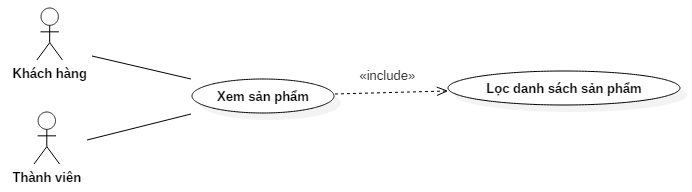 Khách hàng
«include»
Xem sản phẩm
Lọc danh sách sản phẩm
Thành viên